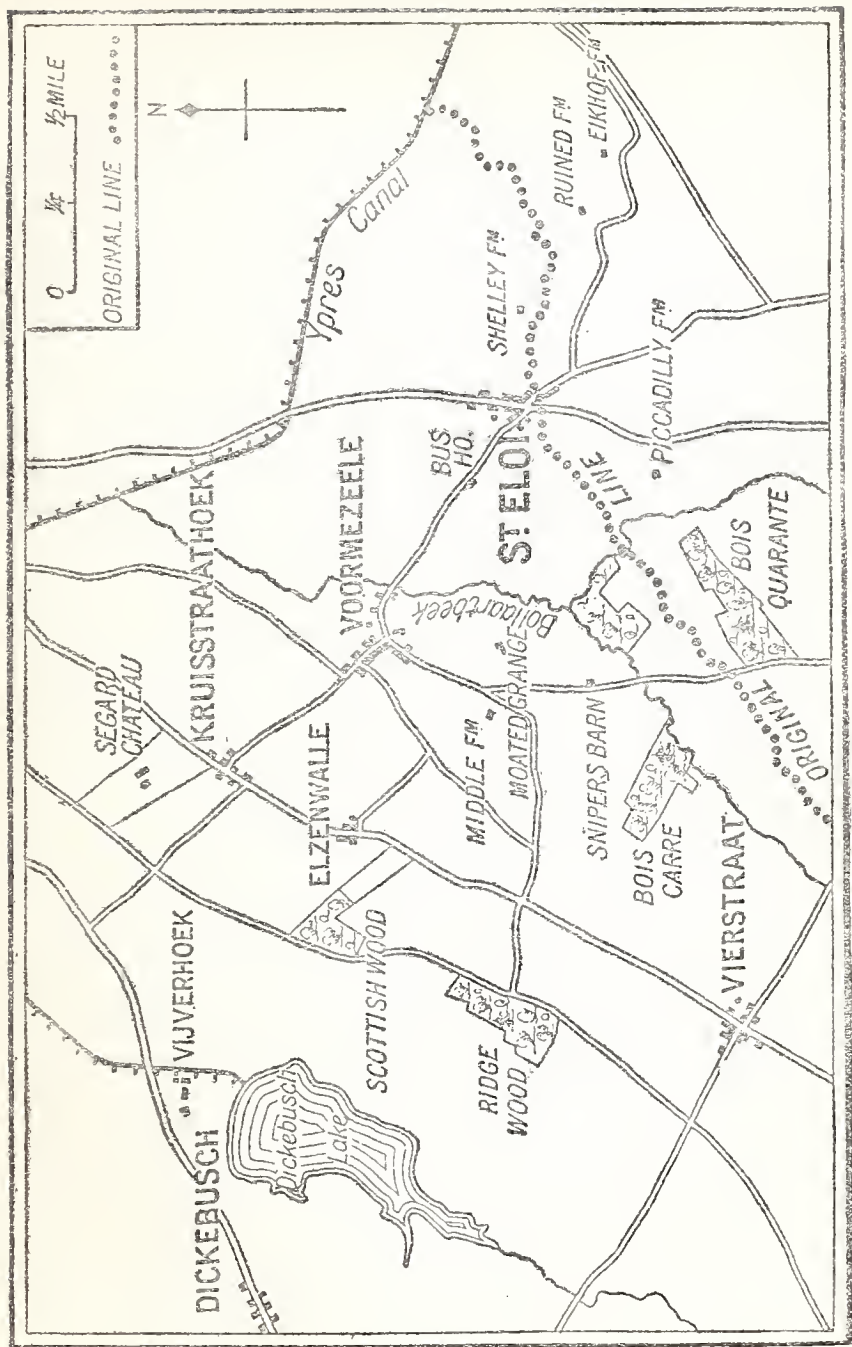 0 ¼ ½ MILE
ORIGINAL LINE
N
Ypres Canal
SEGARD
CHATEAU
KRUISSTRAATHOEK
DICKEBUSCH
VIJVERHOEK
Dickebusch
Lake
ELZENWALLE
VOORMEZEELE
SCOTTISH WOOD
BUS
HO.
SHELLEY FM
RUINED FM
EIKHOF FM
ST. ELOI
Bollaartbeek
MIDDLE FM
MOATED GRANGE
RIDGE
WOOD
SNIPERS BARN
PICCADILLY FM
BOIS
CARRE
BOIS
QUARANTE
ORIGINAL LINE
VIERSTRAAT